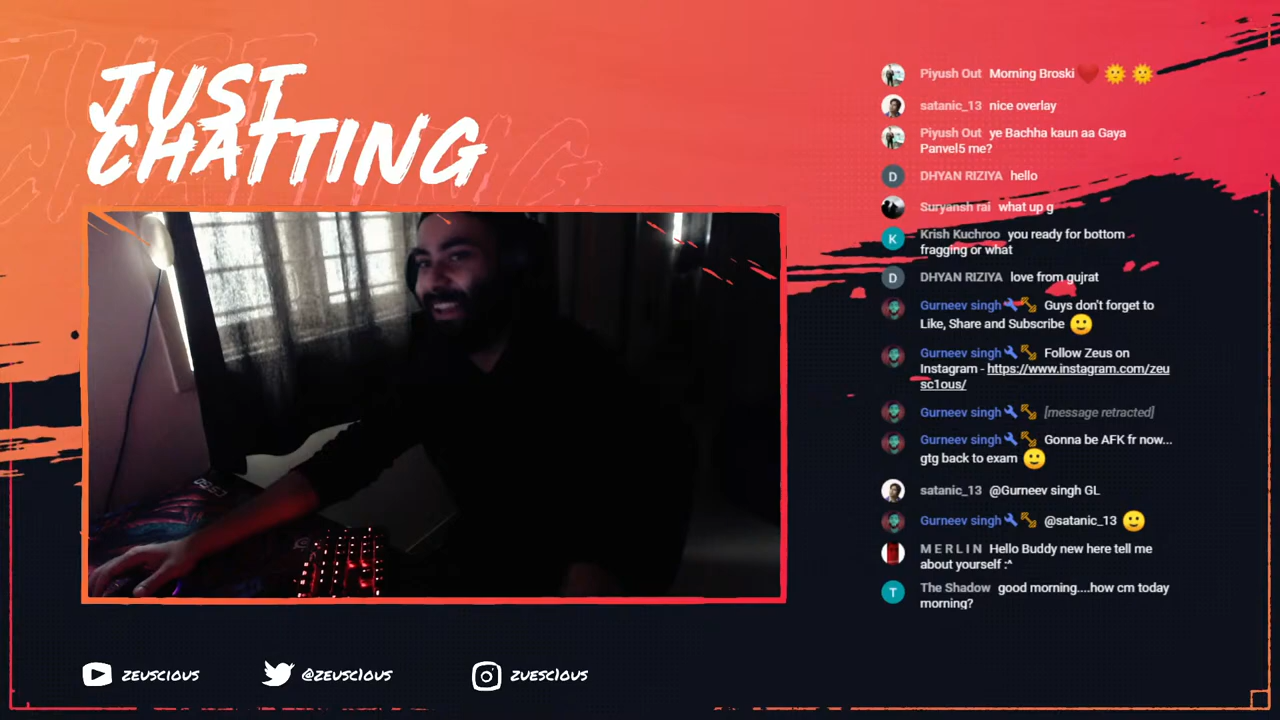 JUST
CHATTING
Piyush Out Morning Broski
satanic_13 nice overlay
Piyush Out ye Bachha kaun aa Gaya
Panvel5 me?
D DHYAN RIZIYA hello
Suryansh rai what up g
K Krish Kuchroo you ready for bottom
fragging or what
D DHYAN RIZIYA love from gujrat
Gurneev singh Guys don't forget to
Like, Share and Subscribe
Gurneev singh Follow Zeus on
Instagram - https://www.instagram.com/zeu
sc1ous/
Gurneev singh [message retracted]
Gurneev singh Gonna be AFK fr now...
gtg back to exam
satanic_13 @Gurneev singh GL
Gurneev singh @satanic_13
M E R L I N Hello Buddy new here tell me
about yourself :^
T The Shadow good morning....how cm today
morning?
zeuscious
@zeusc1ous
zuesc1ous